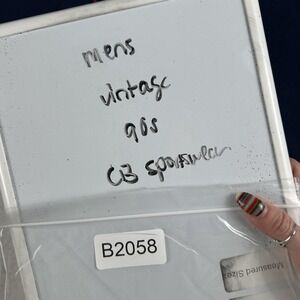 mens
vintage
90s
CB sportswear
B2058
Measured Size